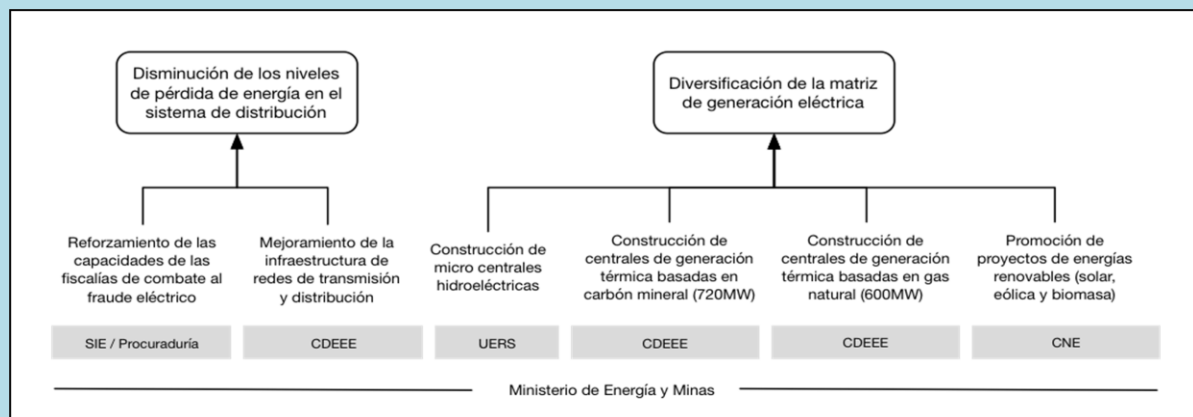 Disminución de los niveles
de pérdida de energía en el
sistema de distribución
Diversificación de la matriz
de generación eléctrica
Reforzamiento de las
capacidades de las
fiscalías de combate al
fraude eléctrico
Mejoramiento de la
infraestructura de
redes de transmisión
y distribución
Construcción de
micro centrales
hidroeléctricas
Construcción de
centrales de generación
térmica basadas en
carbón mineral (720MW)
Construcción de
centrales de generación
térmica basadas en gas
natural (600MW)
Promoción de
proyectos de energías
renovables (solar,
eólica y biomasa)
SIE / Procuraduría
CDEEE
UERS
CDEEE
CDEEE
CNE
Ministerio de Energía y Minas